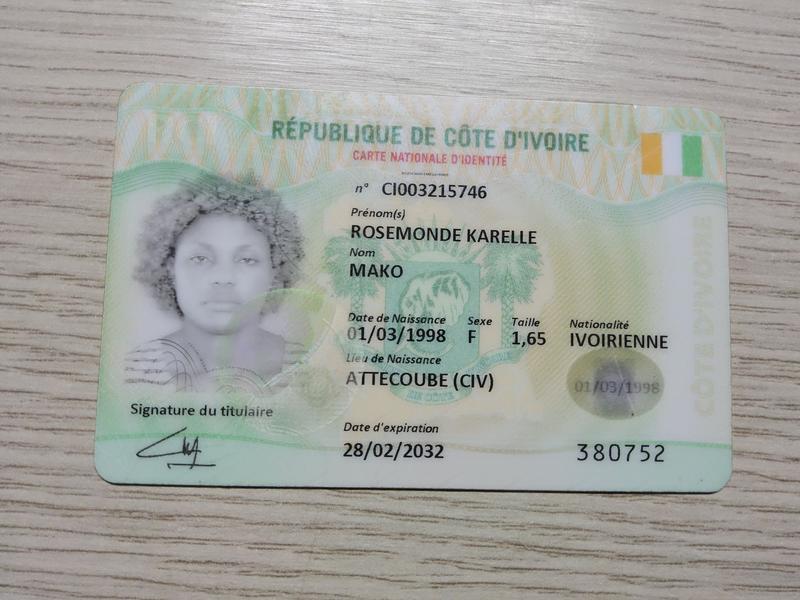 RÉPUBLIQUE DE CÔTE D'IVOIRE
CARTE NATIONALE D'IDENTITÉ
n° CI003215746
Prénom(s)
ROSEMONDE KARELLE
Nom
MAKO
Date de Naissance Sexe Taille Nationalité
01/03/1998 F 1,65 IVOIRIENNE
Lieu de Naissance
ATTECOUBE (CIV)
01/03/1998
Signature du titulaire
Date d'expiration
28/02/2032
380752
CÔTE D'IVOIRE